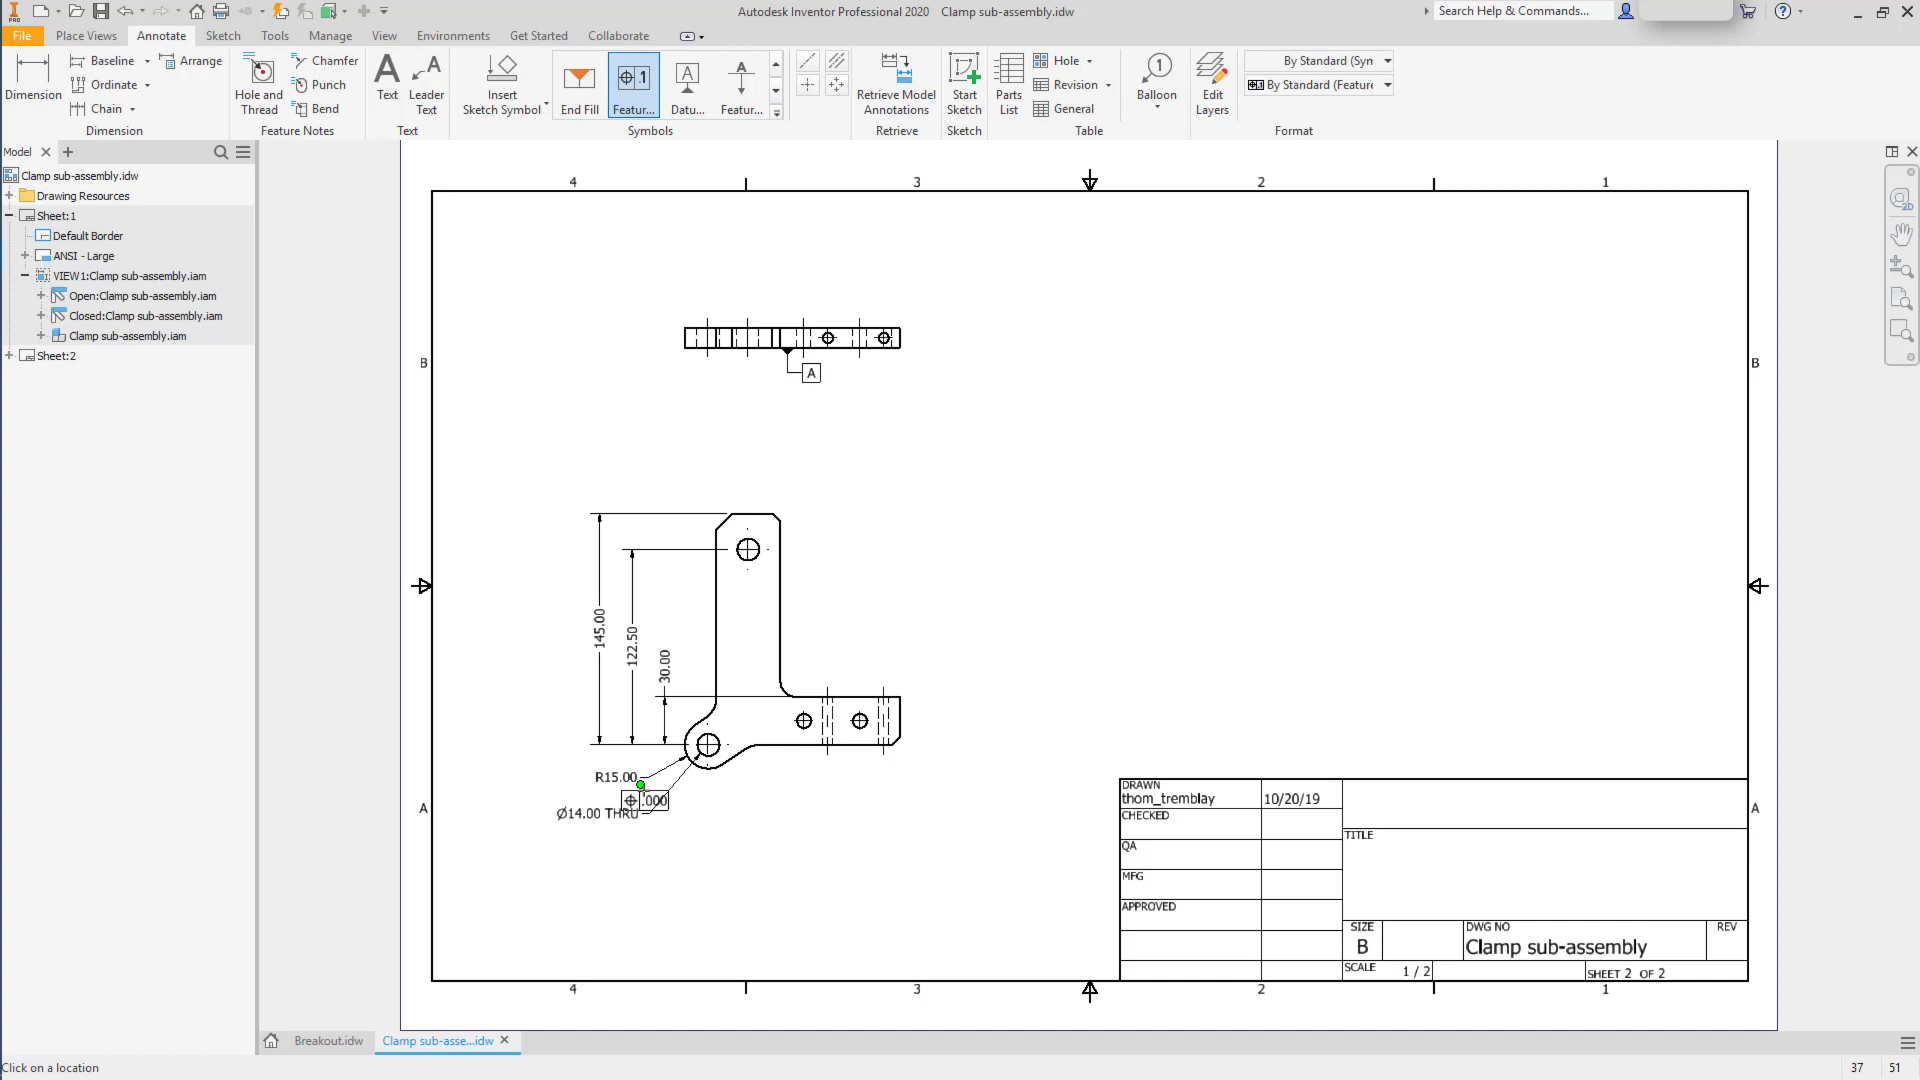 PRO
Autodesk Inventor Professional 2020 Clamp sub-assembly.idw
Search Help & Commands...
File Place Views Annotate Sketch Tools Manage View Environments Get Started Collaborate
Dimension
Baseline
Ordinate
Chain
Arrange
Dimension
Hole and Thread
Chamfer
Punch
Bend
Feature Notes
Text
Leader Text
Text
Insert Sketch Symbol
End Fill
Featur...
Datu...
Featur...
Symbols
Retrieve Model Annotations
Retrieve
Start Sketch
Sketch
Parts List
Hole
Revision
General
Table
Balloon
Edit Layers
By Standard (Syn
By Standard (Feature
Format
Model
Clamp sub-assembly.idw
Drawing Resources
Sheet:1
Default Border
ANSI - Large
VIEW1:Clamp sub-assembly.iam
Open:Clamp sub-assembly.iam
Closed:Clamp sub-assembly.iam
Clamp sub-assembly.iam
Sheet:2
4 3 2 1
B B
A
145.00
122.50
30.00
R15.00
.000
Ø14.00 THRU
A A
DRAWN
thom_tremblay 10/20/19
CHECKED
QA
MFG
APPROVED
TITLE
SIZE
B
DWG NO
Clamp sub-assembly
REV
SCALE 1 / 2
SHEET 2 OF 2
4 3 2 1
Breakout.idw Clamp sub-asse...idw
Click on a location
37 51